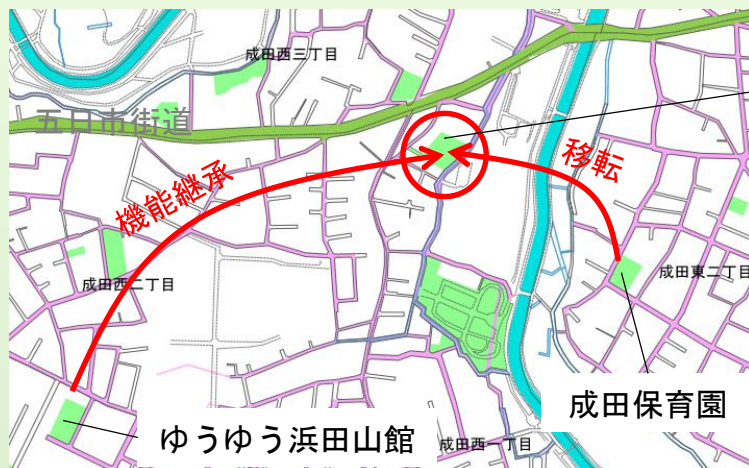 成田西三丁目
五日市街道
機能継承
移転
成田西二丁目
成田東二丁目
成田保育園
ゆうゆう浜田山館
成田西一丁目